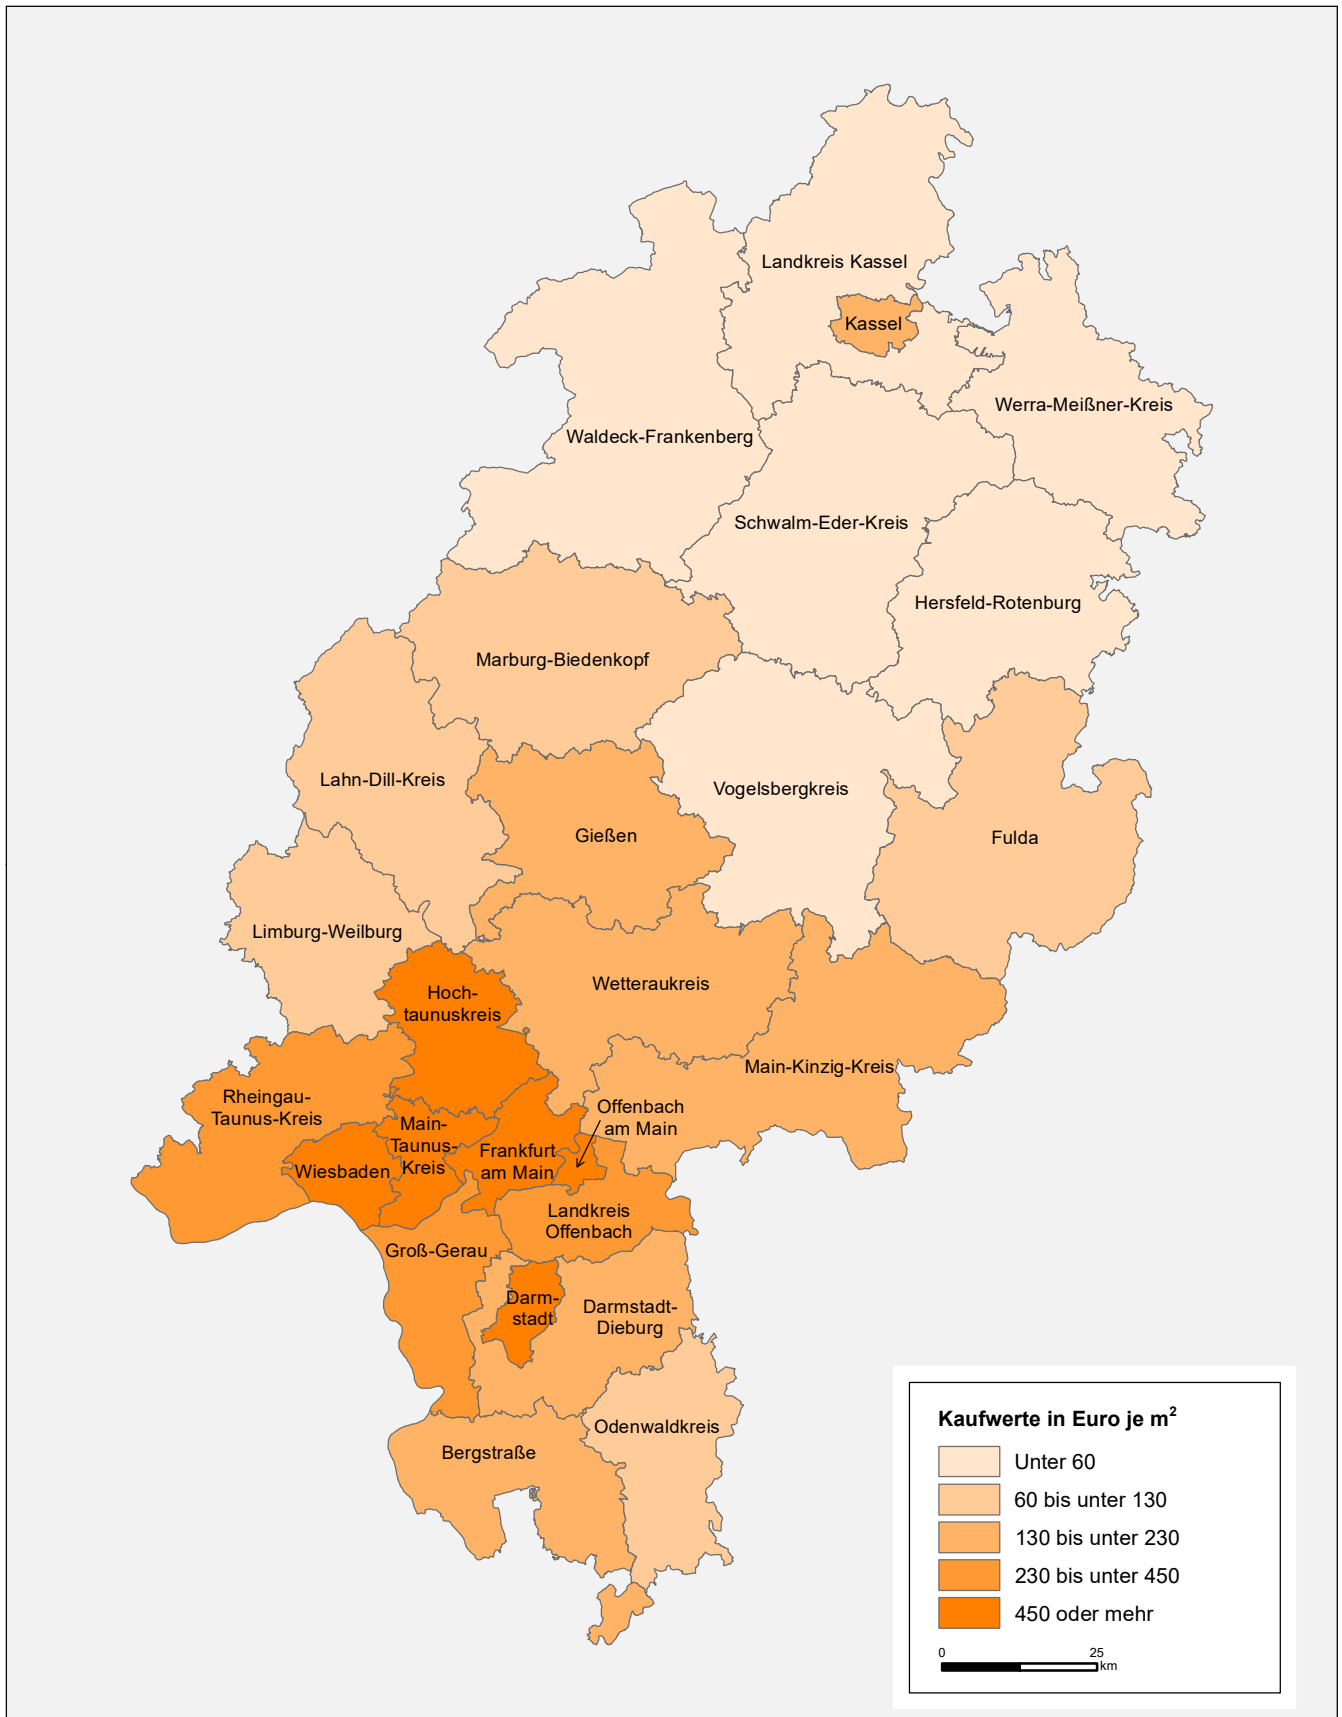 Landkreis Kassel
Kassel
Werra-Meißner-Kreis
Waldeck-Frankenberg
Schwalm-Eder-Kreis
Hersfeld-Rotenburg
Marburg-Biedenkopf
Lahn-Dill-Kreis
Vogelsbergkreis
Gießen
Fulda
Limburg-Weilburg
Wetteraukreis
Hoch-
taunuskreis
Main-Kinzig-Kreis
Rheingau-
Taunus-Kreis
Offenbach
am Main
Main-
Taunus-
Kreis
Frankfurt
am Main
Wiesbaden
Landkreis
Offenbach
Groß-Gerau
Darm-
stadt
Darmstadt-
Dieburg
Odenwaldkreis
Bergstraße
Kaufwerte in Euro je m²
Unter 60
60 bis unter 130
130 bis unter 230
230 bis unter 450
450 oder mehr
0 25
km